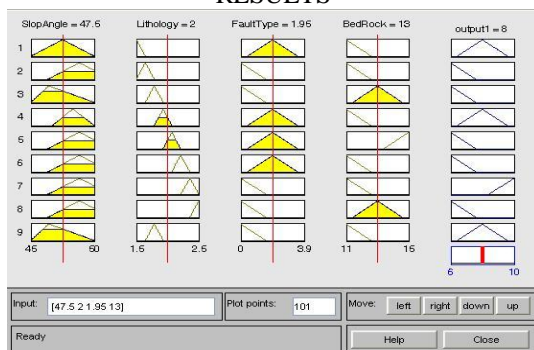 RESULTS
SlopAngle = 47.5 Lithology = 2 FaultType = 1.95 BedRock = 13 output1 = 8
1
2
3
4
5
6
7
8
9
45 60 1.5 2.5 0 3.9 11 15
6 10
Input: [47.5 2 1.95 13] Plot points: 101 Move: left right down up
Ready Help Close